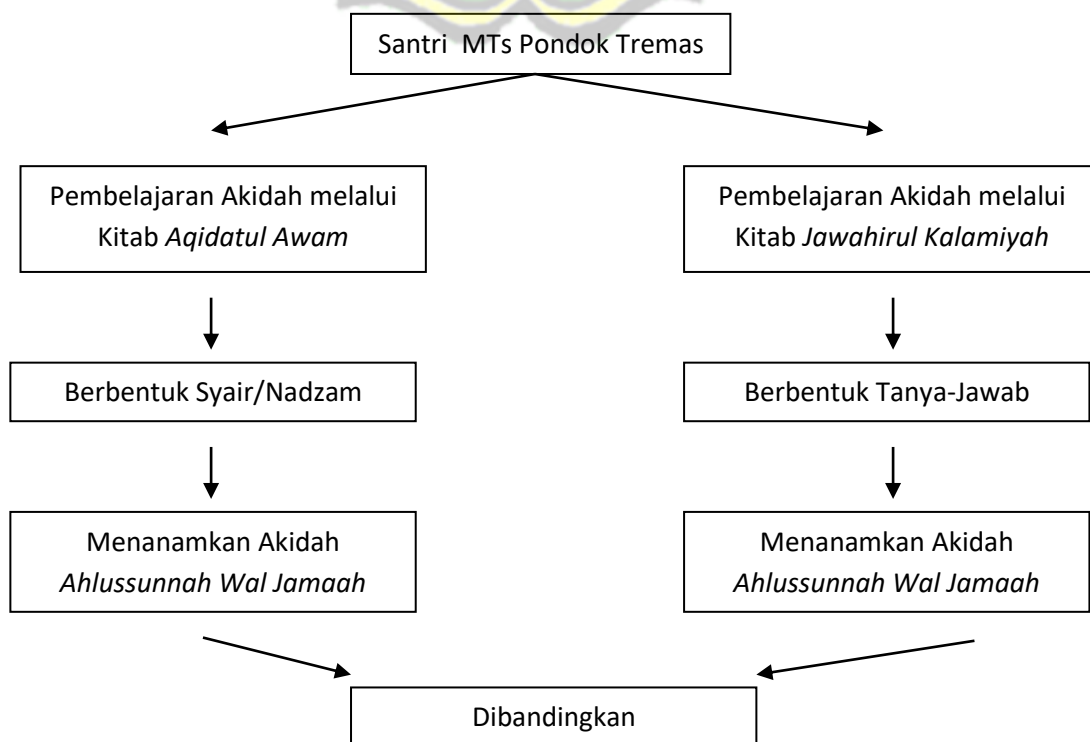 Santri MTs Pondok Tremas
Pembelajaran Akidah melalui
Kitab Aqidatul Awam
Pembelajaran Akidah melalui
Kitab Jawahirul Kalamiyah
Berbentuk Syair/Nadzam
Berbentuk Tanya-Jawab
Menanamkan Akidah
Ahlussunnah Wal Jamaah
Menanamkan Akidah
Ahlussunnah Wal Jamaah
Dibandingkan